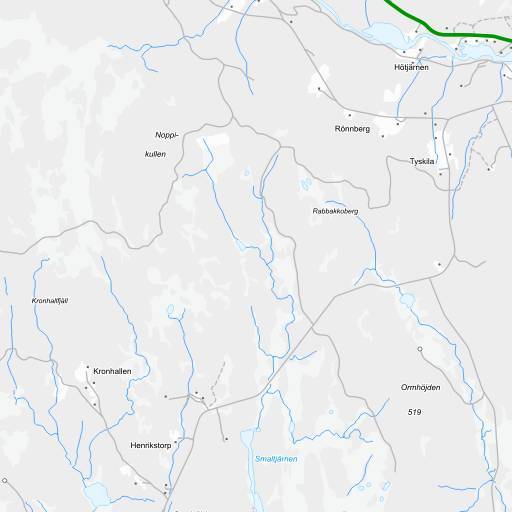 Hötjärnen
Rönnberg
Noppi-
kullen
Tyskila
Rabbakkoberg
Kronhallfjäll
Kronhallen
Ormhöjden
519
Henrikstorp
Smaltjärnen